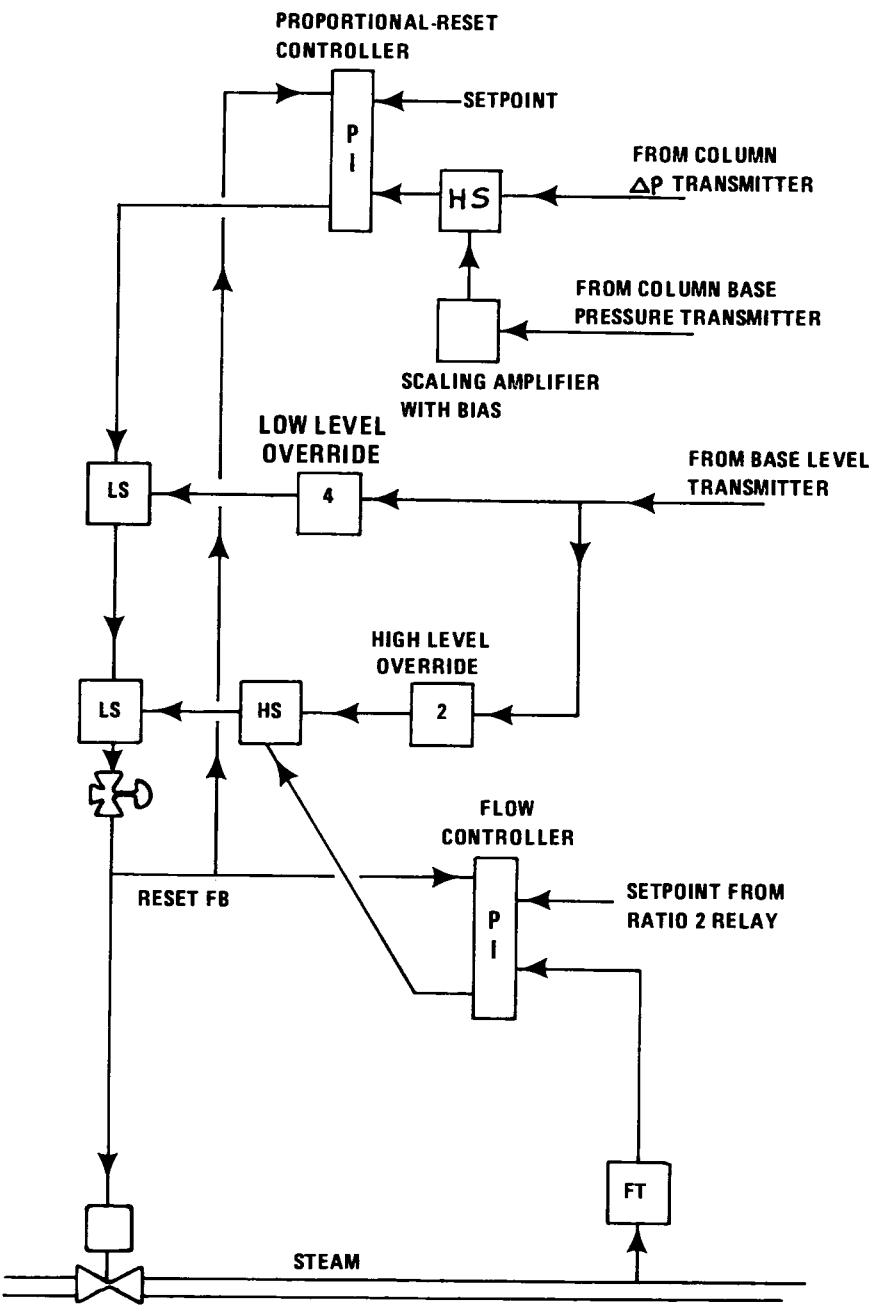 PROPORTIONAL-RESET
CONTROLLER
P
I
SETPOINT
FROM COLUMN
ΔP TRANSMITTER
HS
FROM COLUMN BASE
PRESSURE TRANSMITTER
SCALING AMPLIFIER
WITH BIAS
LOW LEVEL
OVERRIDE
FROM BASE LEVEL
TRANSMITTER
LS
4
HIGH LEVEL
OVERRIDE
LS
HS
2
FLOW
CONTROLLER
RESET FB
P
I
SETPOINT FROM
RATIO 2 RELAY
FT
STEAM